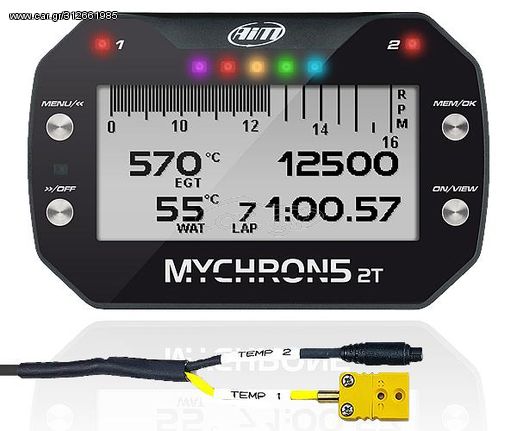 www.car.gr/312661985
AiM
1
2
MENU/<<
MEM/OK
>>/OFF
ON/VIEW
0 10 12 14 16
RPM
570 °C
EGT
12500
55 °C
WAT
7
LAP
1:00.57
MYCHRON5 2T
TEMP 2
TEMP 1